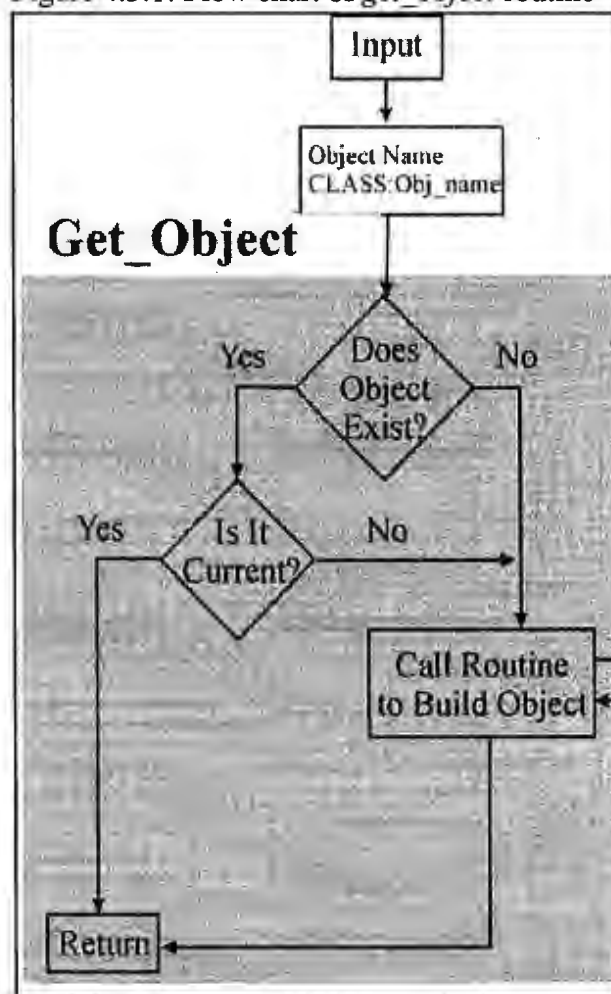 Input
Object Name
CLASS:Obj_name
Get_Object
Does
Object
Exist?
Yes
No
Is It
Current?
Yes
No
Call Routine
to Build Object
Return